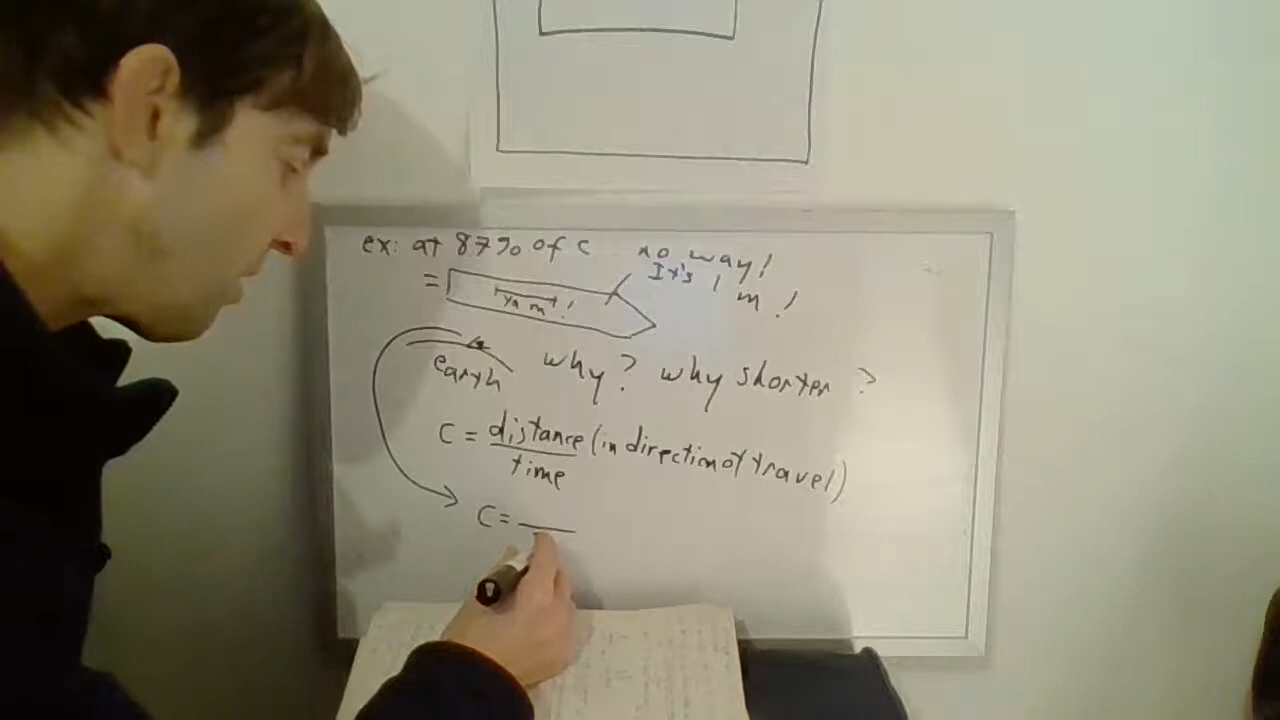 ex: at 87% of c
no way!
It's 1 m!
= ½ m!
earth
why? why shorter?
c = distance (in direction of travel)
time
c =